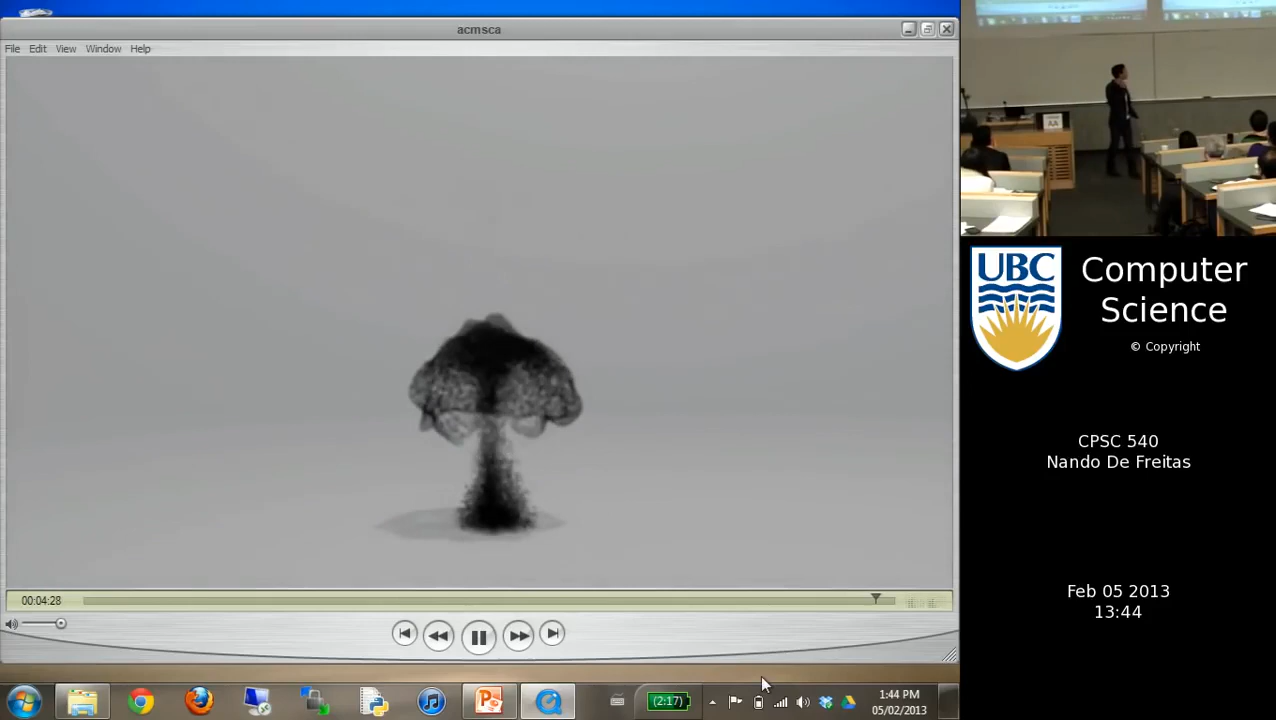 acmsca
File Edit View Window Help
00:04:28
(2:17)
1:44 PM
05/02/2013
UBC
Computer
Science
© Copyright
CPSC 540
Nando De Freitas
Feb 05 2013
13:44